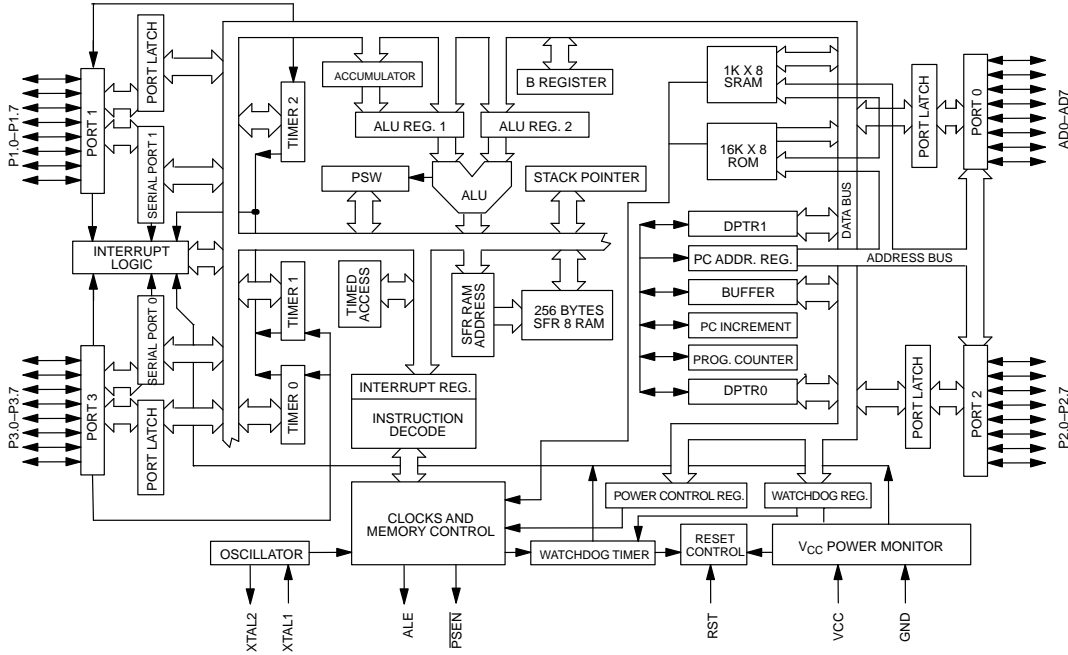 P1.0–P1.7
PORT 1
PORT LATCH
SERIAL PORT 1
TIMER 2
ACCUMULATOR
B REGISTER
ALU REG. 1
ALU REG. 2
PSW
ALU
STACK POINTER
1K X 8
SRAM
16K X 8
ROM
PORT LATCH
PORT 0
AD0–AD7
DATA BUS
ADDRESS BUS
INTERRUPT
LOGIC
TIMER 1
TIMED
ACCESS
SFR RAM
ADDRESS
256 BYTES
SFR 8 RAM
DPTR1
PC ADDR. REG.
BUFFER
PC INCREMENT
PROG. COUNTER
DPTR0
P3.0–P3.7
PORT 3
SERIAL PORT 0
PORT LATCH
TIMER 0
INTERRUPT REG.
INSTRUCTION
DECODE
PORT LATCH
PORT 2
P2.0–P2.7
CLOCKS AND
MEMORY CONTROL
POWER CONTROL REG.
WATCHDOG REG.
OSCILLATOR
WATCHDOG TIMER
RESET
CONTROL
VCC POWER MONITOR
XTAL2
XTAL1
ALE
PSEN
RST
VCC
GND